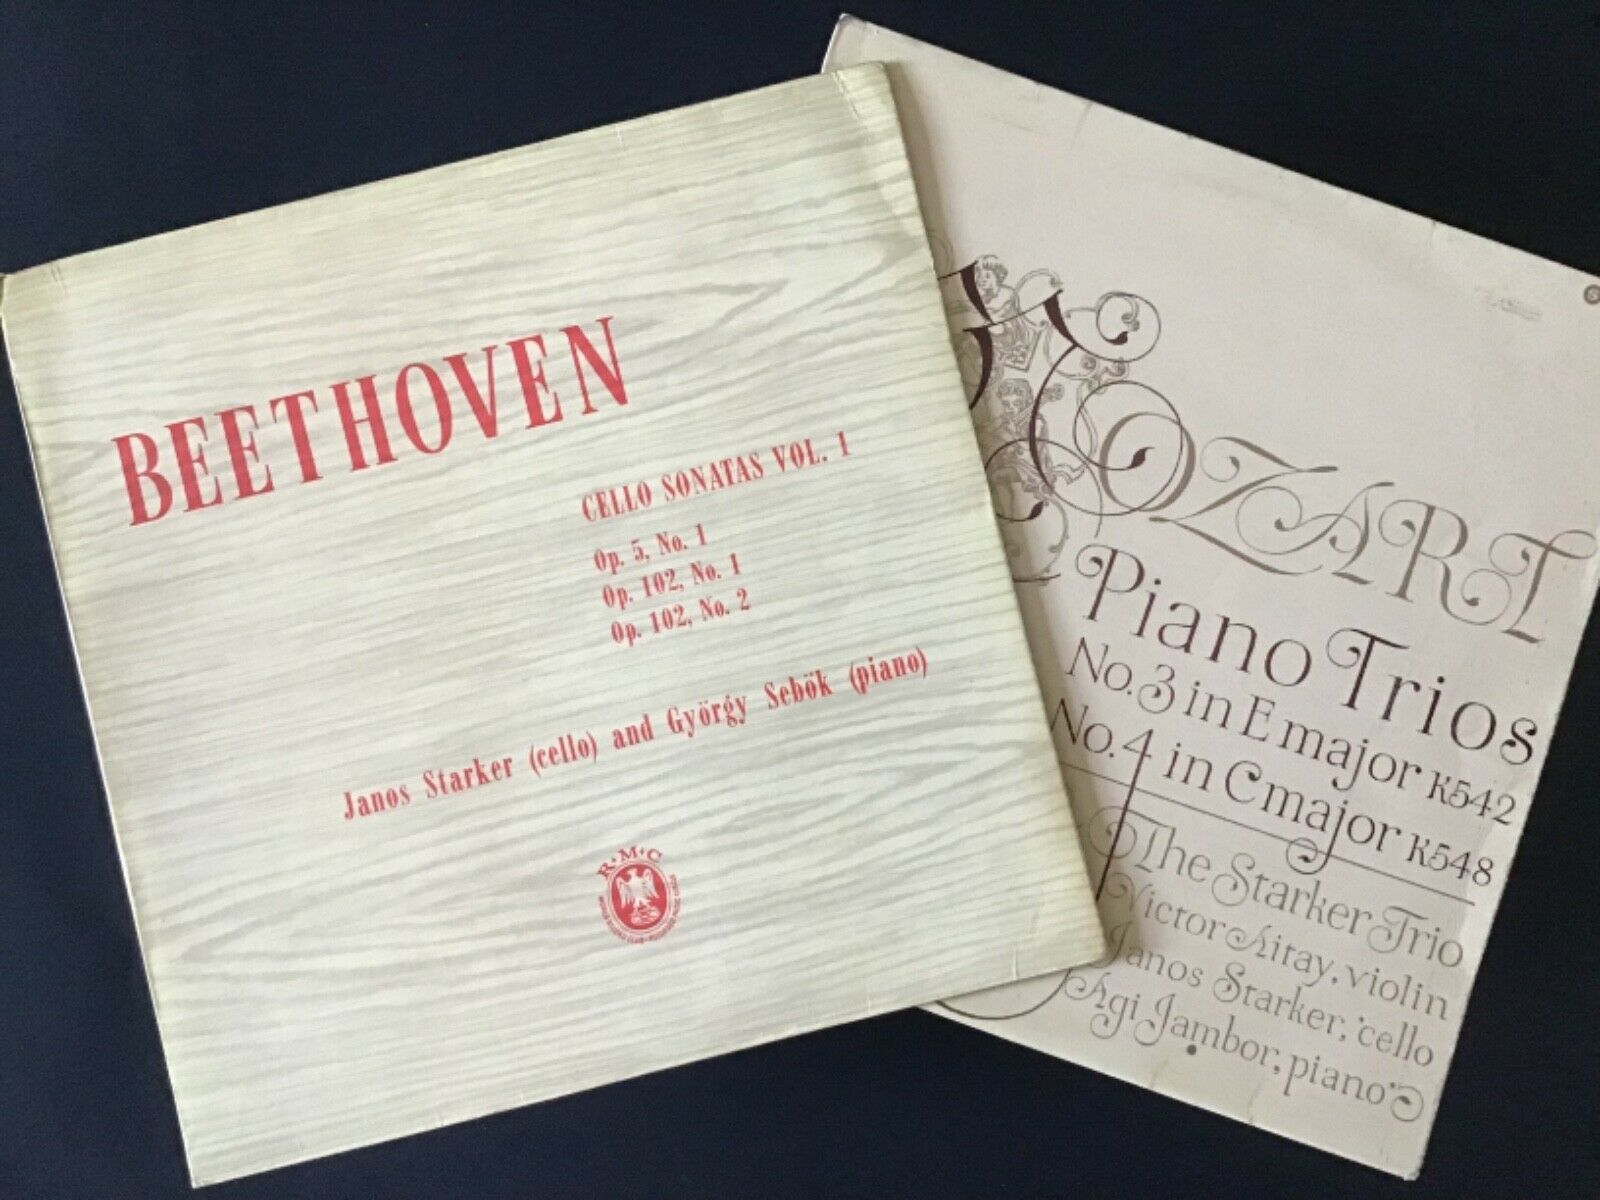 BEETHOVEN
CELLO SONATAS VOL. 1
Op. 5, No. 1
Op. 102, No. 1
Op. 102, No. 2
Janos Starker (cello) and György Sebök (piano)
R·M·C
MOZART
Piano Trios
No. 3 in E major K542
No. 4 in C major K548
The Starker Trio
Victor Aitay, violin
Janos Starker, 'cello
Agi Jambor, piano
S